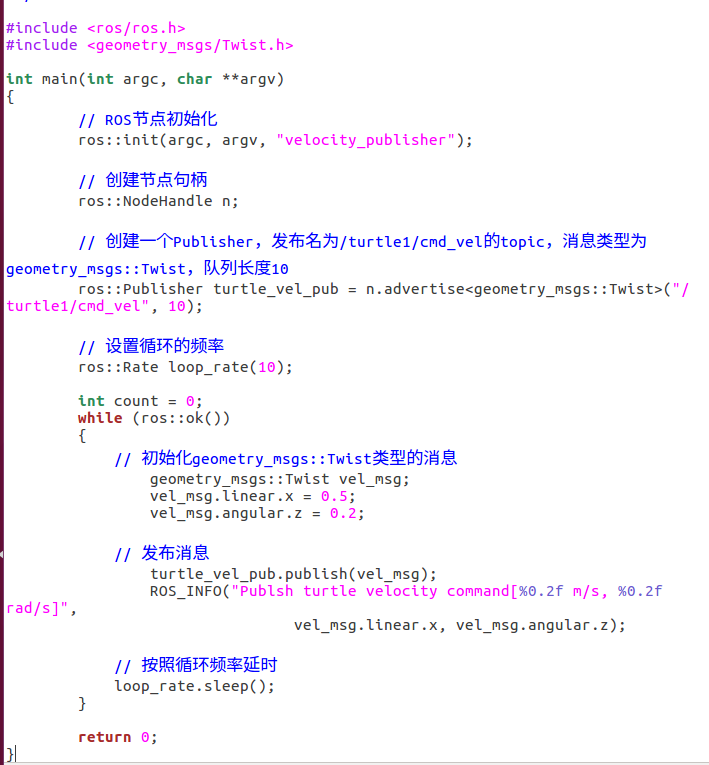 #include <ros/ros.h>
#include <geometry_msgs/Twist.h>
int main(int argc, char **argv)
{
// ROS节点初始化
ros::init(argc, argv, "velocity_publisher");
// 创建节点句柄
ros::NodeHandle n;
// 创建一个Publisher，发布名为/turtle1/cmd_vel的topic，消息类型为
geometry_msgs::Twist，队列长度10
ros::Publisher turtle_vel_pub = n.advertise<geometry_msgs::Twist>("/
turtle1/cmd_vel", 10);
// 设置循环的频率
ros::Rate loop_rate(10);
int count = 0;
while (ros::ok())
{
// 初始化geometry_msgs::Twist类型的消息
geometry_msgs::Twist vel_msg;
vel_msg.linear.x = 0.5;
vel_msg.angular.z = 0.2;
// 发布消息
turtle_vel_pub.publish(vel_msg);
ROS_INFO("Publsh turtle velocity command[%0.2f m/s, %0.2f
rad/s]",
vel_msg.linear.x, vel_msg.angular.z);
// 按照循环频率延时
loop_rate.sleep();
}
return 0;
}